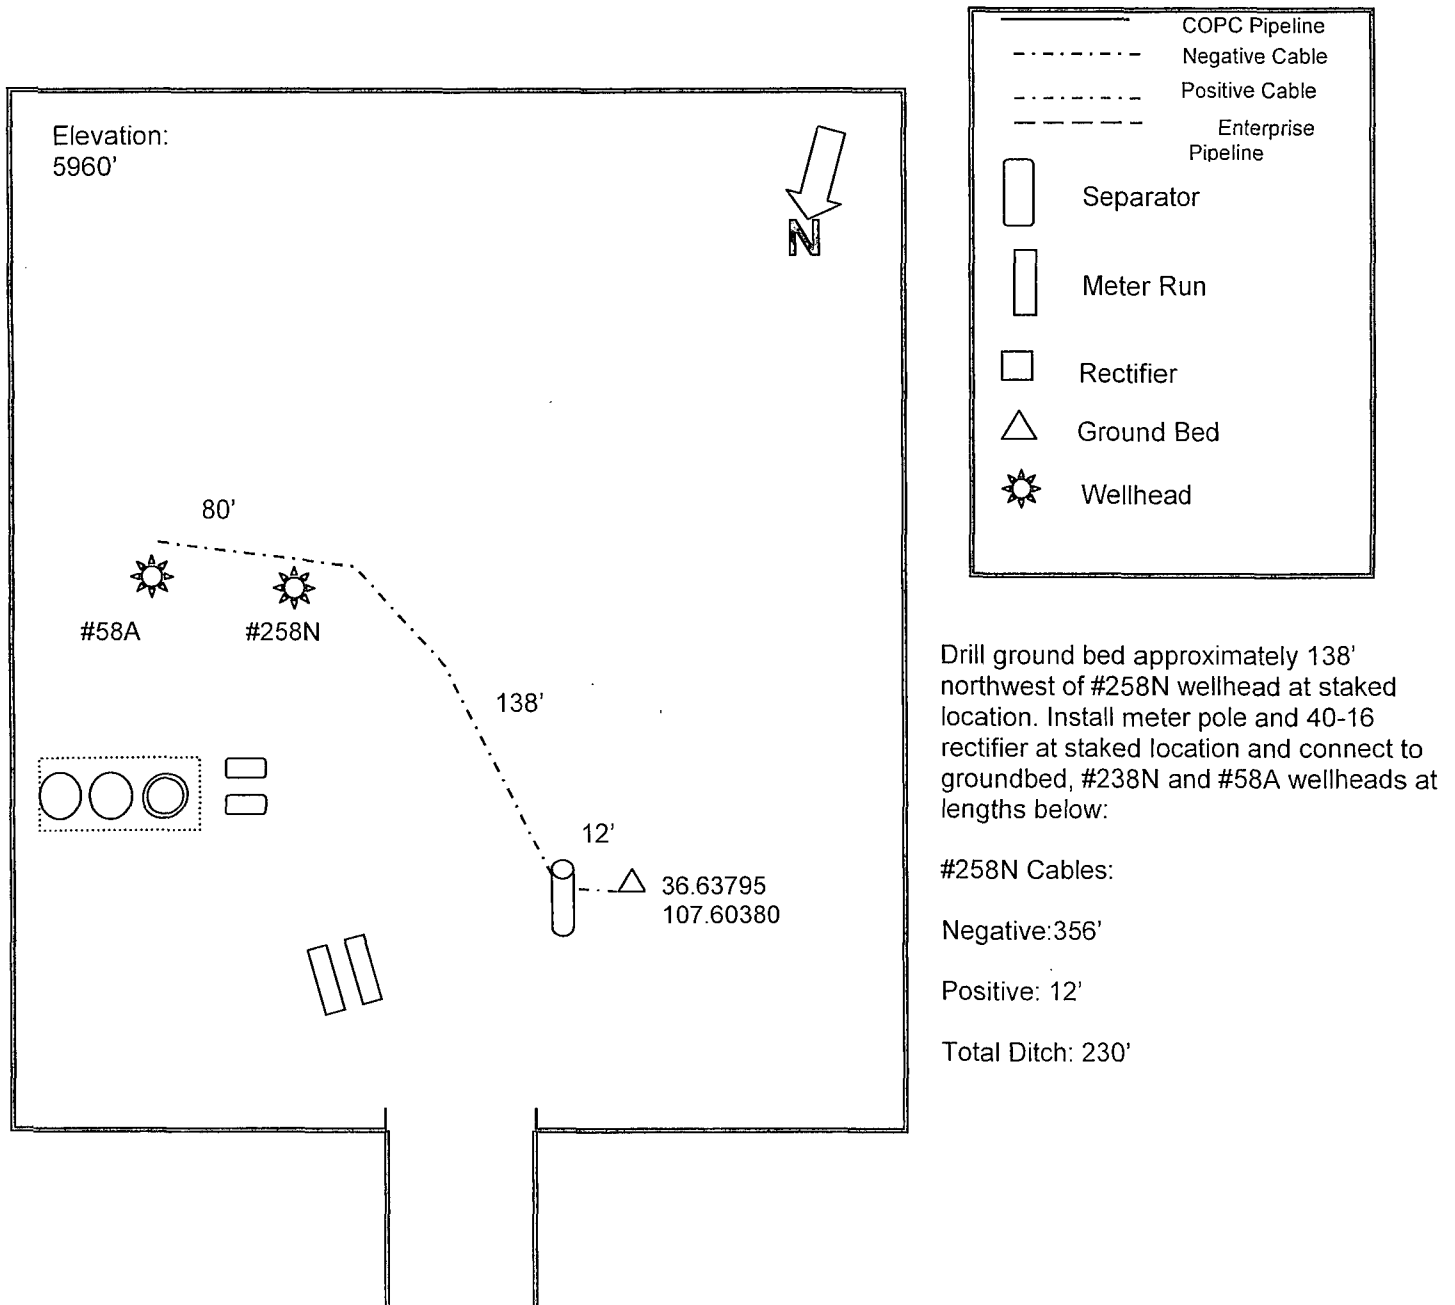 COPC Pipeline
Negative Cable
Positive Cable
Enterprise
Pipeline
Separator
Meter Run
Rectifier
Ground Bed
Wellhead
Elevation:
5960'
N
80'
#58A
#258N
138'
12'
36.63795
107.60380
Drill ground bed approximately 138'
northwest of #258N wellhead at staked
location. Install meter pole and 40-16
rectifier at staked location and connect to
groundbed, #238N and #58A wellheads at
lengths below:
#258N Cables:
Negative:356'
Positive: 12'
Total Ditch: 230'